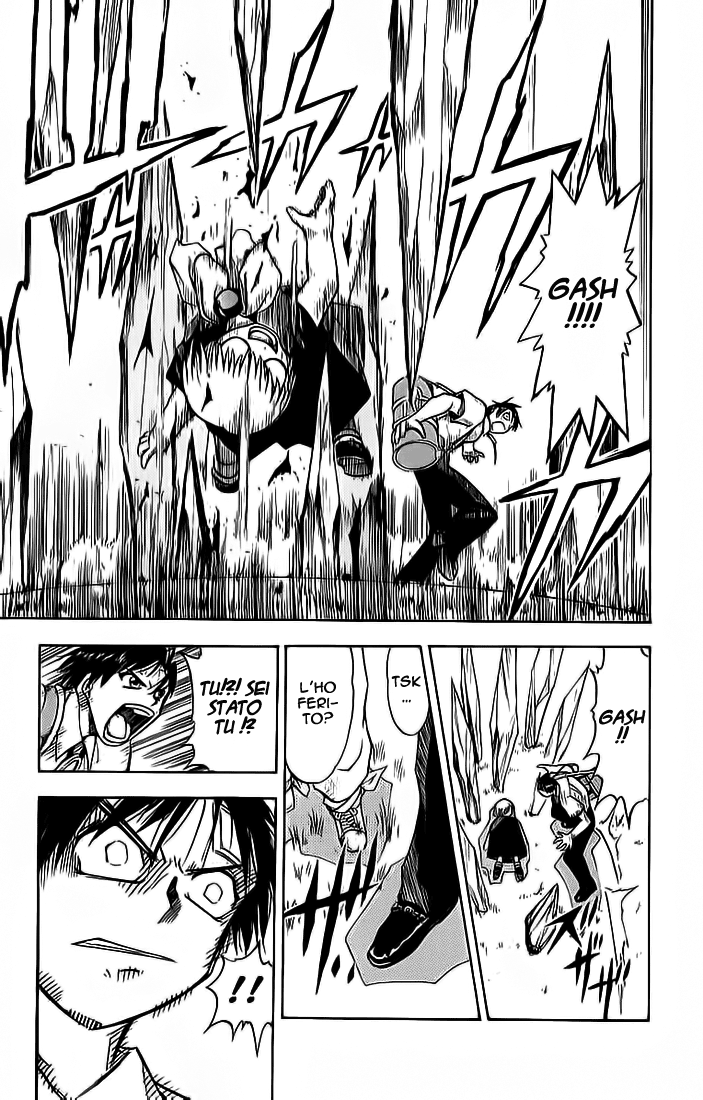 GASH
!!!!
GASH
!!
TSK
...
L'HO
FERI-
TO?
TU!?! SEI
STATO
TU !?
!!